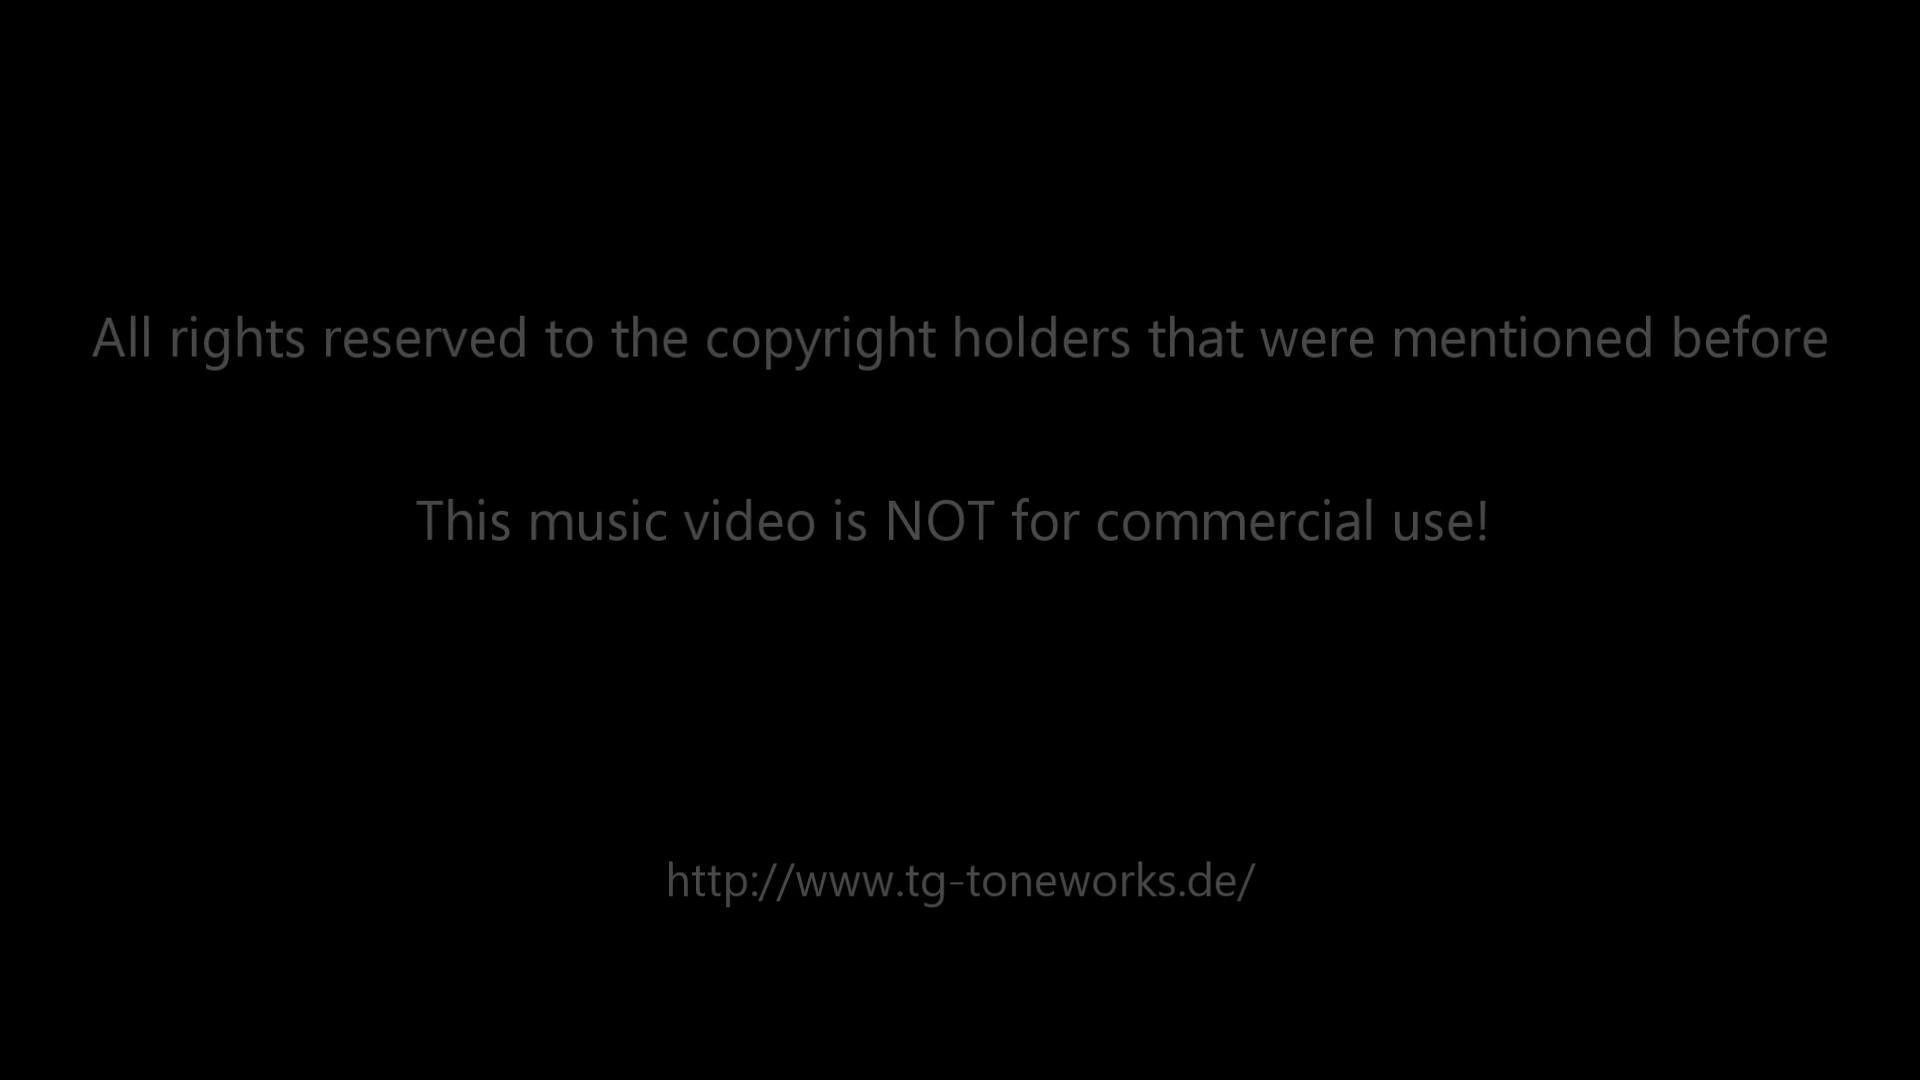 All rights reserved to the copyright holders that were mentioned before
This music video is NOT for commercial use!
http://www.tg-toneworks.de/